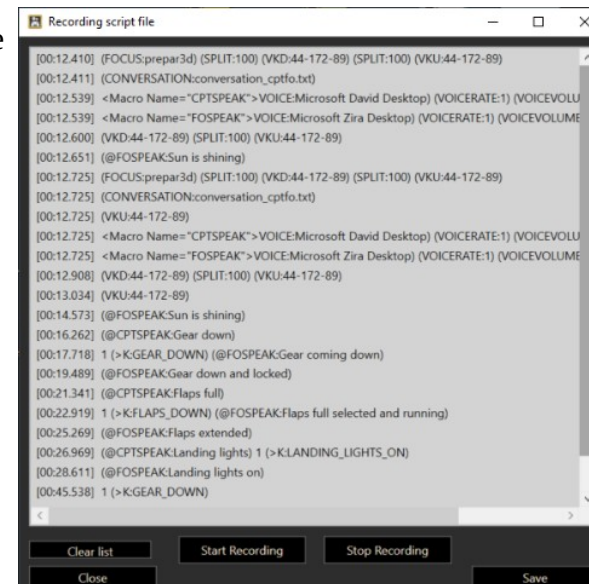 e
Recording script file
[00:12.410] (FOCUS:prepar3d) (SPLIT:100) (VKD:44-172-89) (SPLIT:100) (VKU:44-172-89)
[00:12.411] (CONVERSATION:conversation_cptfo.txt)
[00:12.539] <Macro Name="CPTSPEAK">VOICE:Microsoft David Desktop) (VOICERATE:1) (VOICEVOLU
[00:12.539] <Macro Name="FOSPEAK">VOICE:Microsoft Zira Desktop) (VOICERATE:1) (VOICEVOLUME
[00:12.600] (VKD:44-172-89) (SPLIT:100) (VKU:44-172-89)
[00:12.651] (@FOSPEAK:Sun is shining)
[00:12.725] (FOCUS:prepar3d) (SPLIT:100) (VKD:44-172-89) (SPLIT:100) (VKU:44-172-89)
[00:12.725] (CONVERSATION:conversation_cptfo.txt)
[00:12.725] (VKU:44-172-89)
[00:12.725] <Macro Name="CPTSPEAK">VOICE:Microsoft David Desktop) (VOICERATE:1) (VOICEVOLU
[00:12.725] <Macro Name="FOSPEAK">VOICE:Microsoft Zira Desktop) (VOICERATE:1) (VOICEVOLUME
[00:12.908] (VKD:44-172-89) (SPLIT:100) (VKU:44-172-89)
[00:13.034] (VKU:44-172-89)
[00:14.573] (@FOSPEAK:Sun is shining)
[00:16.262] (@CPTSPEAK:Gear down)
[00:17.718] 1 (>K:GEAR_DOWN) (@FOSPEAK:Gear coming down)
[00:19.489] (@FOSPEAK:Gear down and locked)
[00:21.341] (@CPTSPEAK:Flaps full)
[00:22.919] 1 (>K:FLAPS_DOWN) (@FOSPEAK:Flaps full selected and running)
[00:25.269] (@FOSPEAK:Flaps extended)
[00:26.969] (@CPTSPEAK:Landing lights) 1 (>K:LANDING_LIGHTS_ON)
[00:28.611] (@FOSPEAK:Landing lights on)
[00:45.538] 1 (>K:GEAR_DOWN)
Clear list Start Recording Stop Recording
Close Save